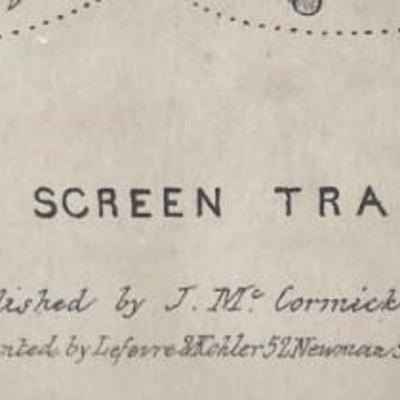 SCREEN TRA
lished by J. Mc Cormick
nted by Lefevre & Kohler 52 Newman S